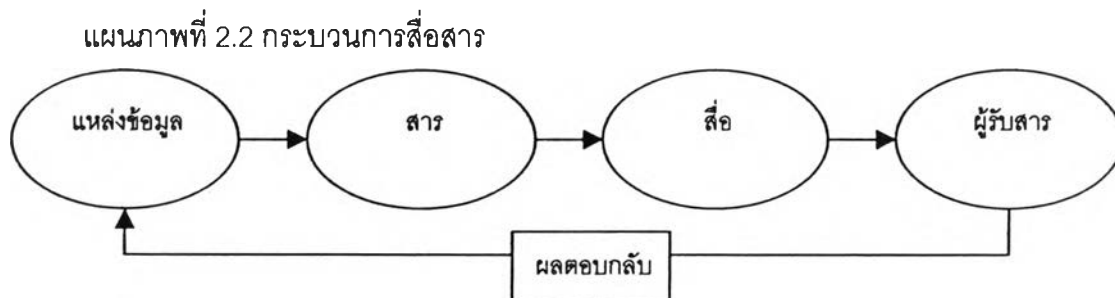 แผนภาพที่ 2.2 กระบวนการสื่อสาร
แหล่งข้อมูล สาร สื่อ ผู้รับสาร
ผลตอบกลับ